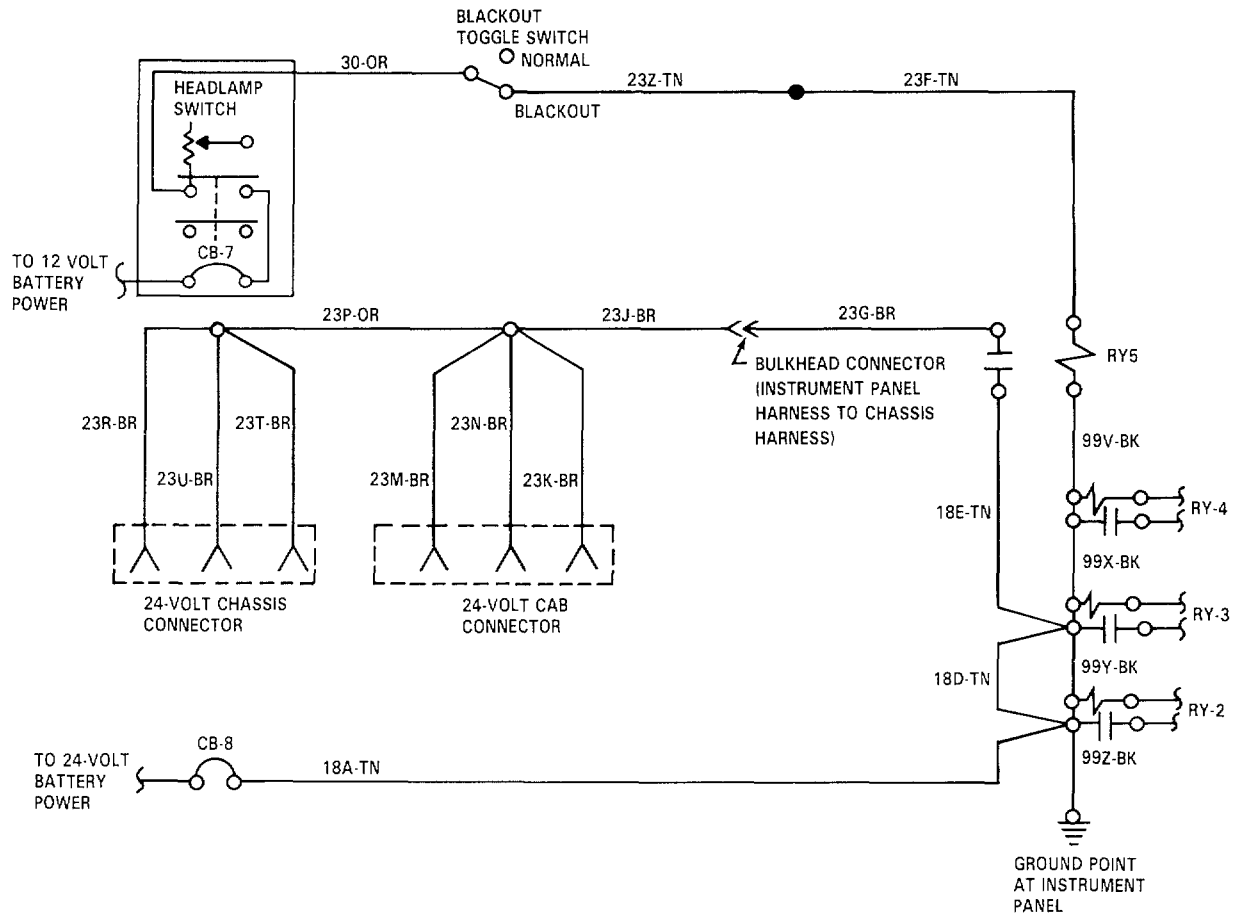 BLACKOUT
TOGGLE SWITCH
NORMAL
30-OR
23Z-TN
23F-TN
BLACKOUT
HEADLAMP
SWITCH
CB-7
TO 12 VOLT
BATTERY
POWER
23P-OR
23J-BR
23G-BR
RY5
BULKHEAD CONNECTOR
(INSTRUMENT PANEL
HARNESS TO CHASSIS
HARNESS)
23R-BR
23T-BR
23N-BR
23U-BR
23M-BR
23K-BR
99V-BK
18E-TN
RY-4
99X-BK
24-VOLT CHASSIS
CONNECTOR
24-VOLT CAB
CONNECTOR
RY-3
99Y-BK
18D-TN
RY-2
99Z-BK
TO 24-VOLT
BATTERY
POWER
CB-8
18A-TN
GROUND POINT
AT INSTRUMENT
PANEL